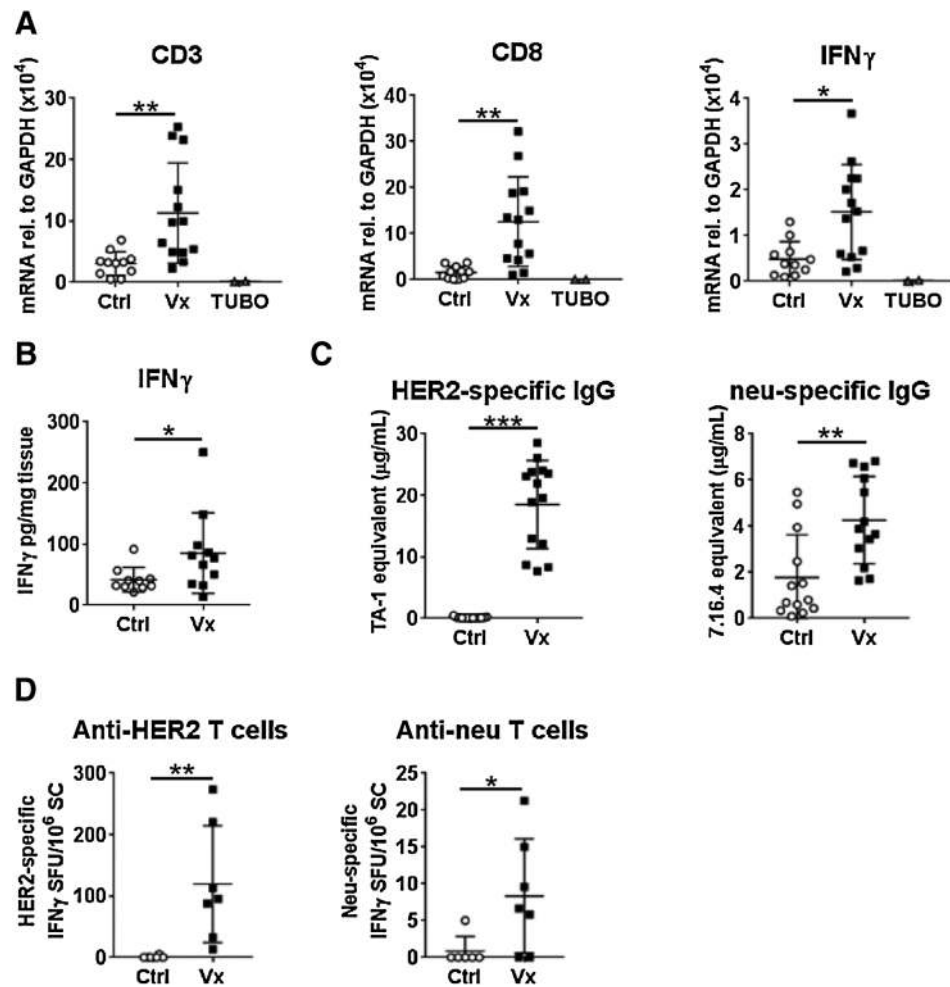 A
CD3
mRNA rel. to GAPDH (x10⁴)
30
20
10
0
**
Ctrl
Vx
TUBO
CD8
mRNA rel. to GAPDH (x10⁴)
40
30
20
10
0
**
Ctrl
Vx
TUBO
IFNγ
mRNA rel. to GAPDH (x10⁴)
4
3
2
1
0
*
Ctrl
Vx
TUBO
B
IFNγ
IFNγ pg/mg tissue
300
200
100
0
*
Ctrl
Vx
C
HER2-specific IgG
TA-1 equivalent (μg/mL)
30
20
10
0
***
Ctrl
Vx
neu-specific IgG
7.16.4 equivalent (μg/mL)
8
6
4
2
0
**
Ctrl
Vx
D
Anti-HER2 T cells
HER2-specific
IFNγ SFU/10⁶ SC
300
200
100
0
**
Ctrl
Vx
Anti-neu T cells
Neu-specific
IFNγ SFU/10⁶ SC
25
20
15
10
5
0
*
Ctrl
Vx